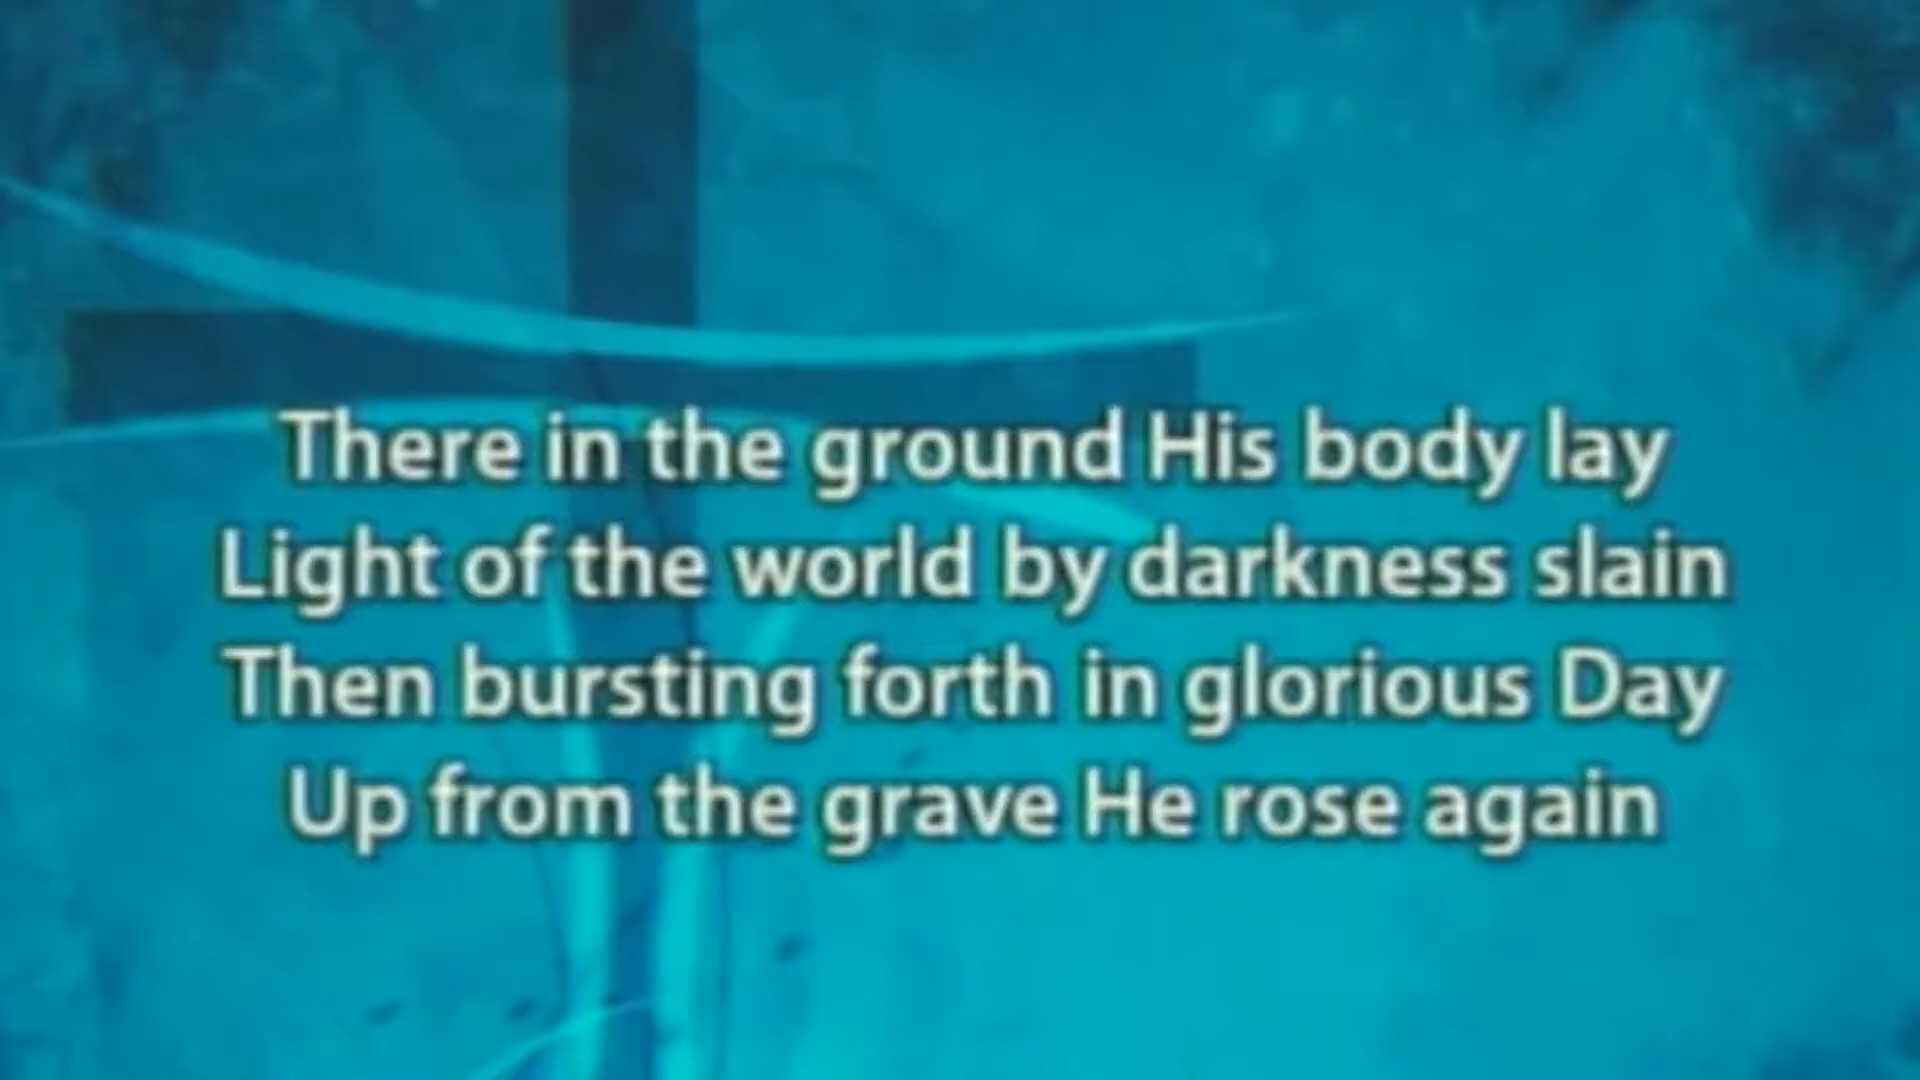 There in the ground His body lay
Light of the world by darkness slain
Then bursting forth in glorious Day
Up from the grave He rose again